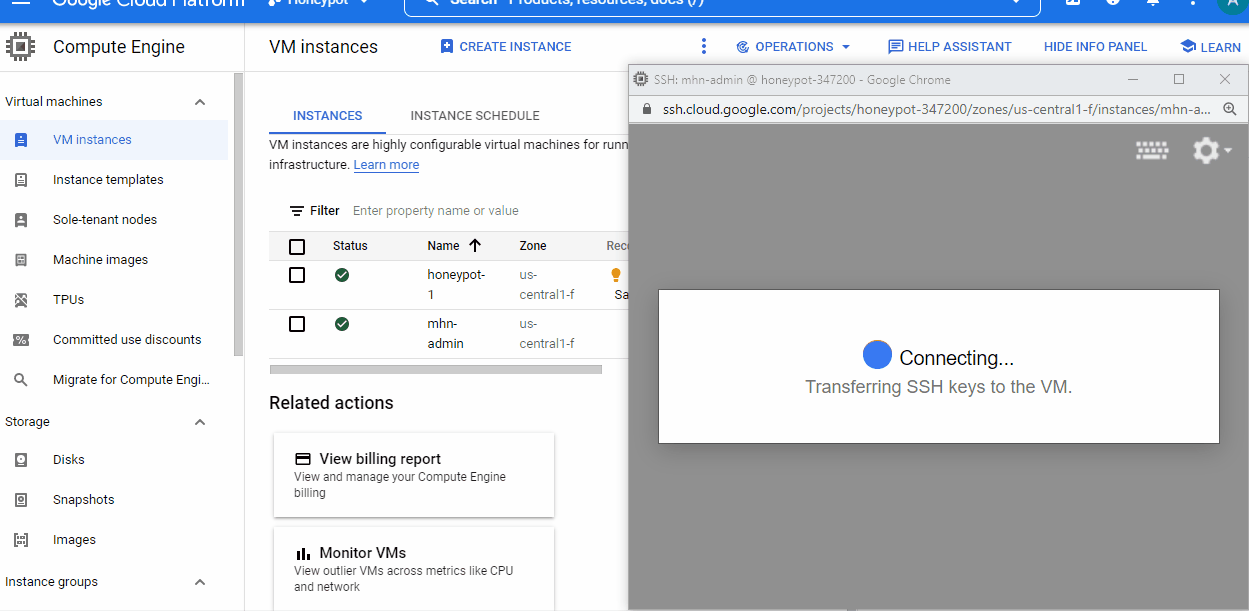 Google Cloud Platform
Honeypot
Search Products, resources, docs (/)
A
Compute Engine
VM instances
CREATE INSTANCE
OPERATIONS
HELP ASSISTANT
HIDE INFO PANEL
LEARN
Virtual machines
VM instances
Instance templates
Sole-tenant nodes
Machine images
TPUs
Committed use discounts
Migrate for Compute Engi...
Storage
Disks
Snapshots
Images
Instance groups
INSTANCES
INSTANCE SCHEDULE
VM instances are highly configurable virtual machines for runn
infrastructure. Learn more
Filter Enter property name or value
Status Name Zone Reco
honeypot-
1
us-
central1-f
Sa
mhn-
admin
us-
central1-f
Related actions
View billing report
View and manage your Compute Engine
billing
Monitor VMs
View outlier VMs across metrics like CPU
and network
SSH: mhn-admin @ honeypot-347200 - Google Chrome
ssh.cloud.google.com/projects/honeypot-347200/zones/us-central1-f/instances/mhn-a...
Connecting...
Transferring SSH keys to the VM.